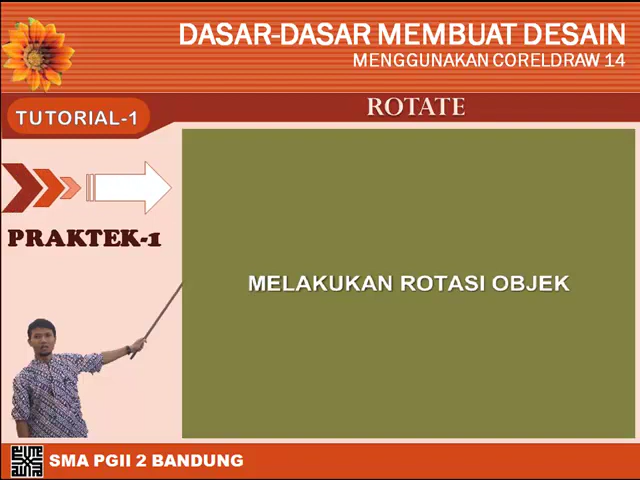 DASAR-DASAR MEMBUAT DESAIN
MENGGUNAKAN CORELDRAW 14
TUTORIAL-1
ROTATE
PRAKTEK-1
MELAKUKAN ROTASI OBJEK
SMA PGII 2 BANDUNG